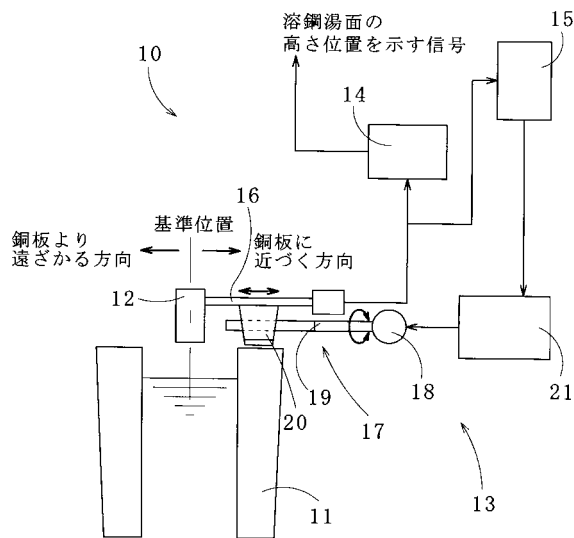 溶鋼湯面の
高さ位置を示す信号
15
10
14
16
基準位置
銅板より
遠ざかる方向
銅板に
近づく方向
12
20
19
17
18
21
11
13